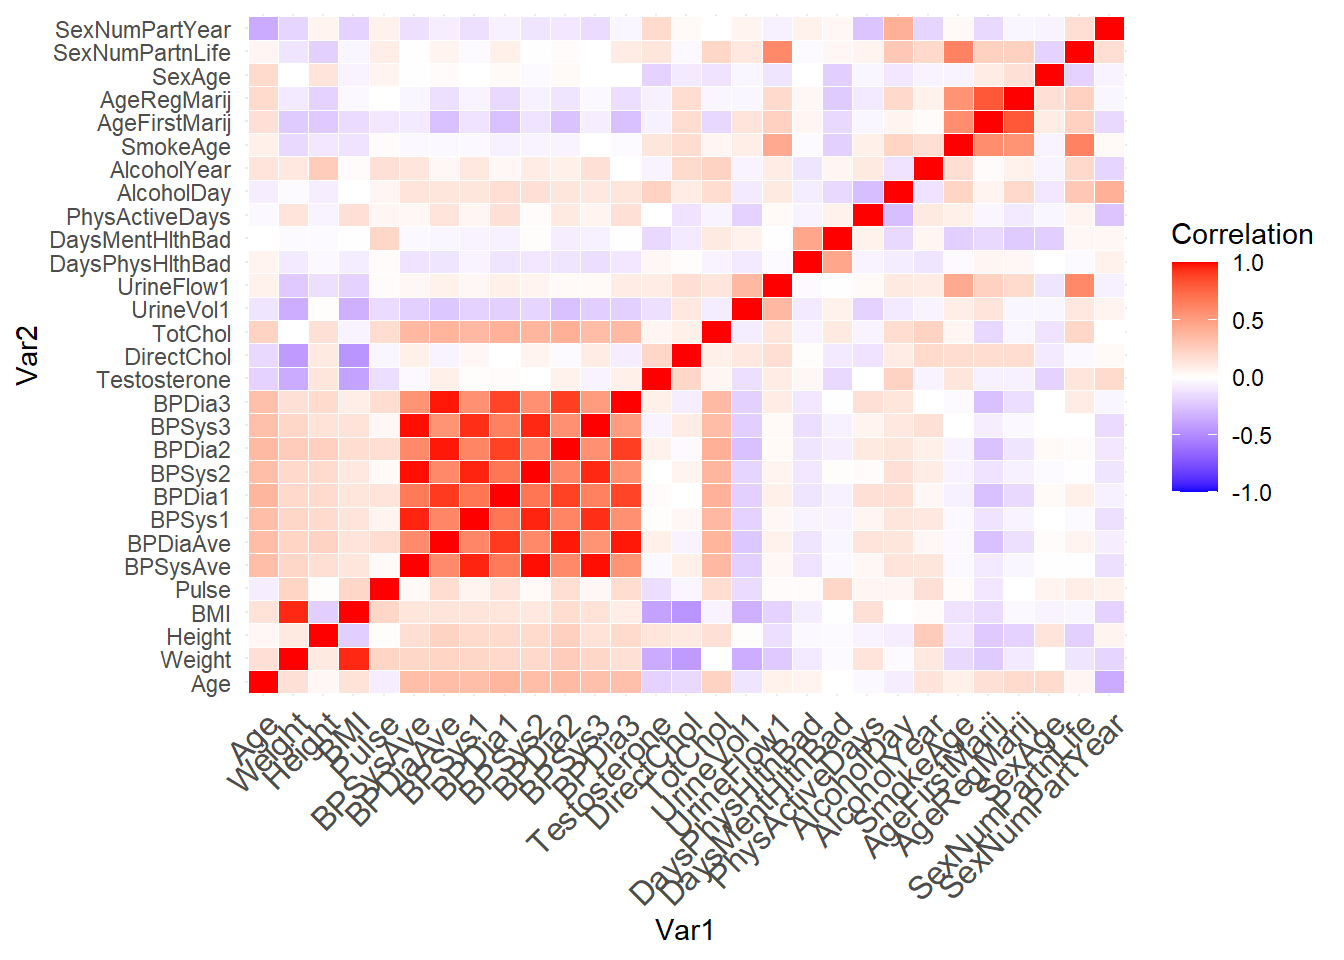 SexNumPartYear
SexNumPartnLife
SexAge
AgeRegMarij
AgeFirstMarij
SmokeAge
AlcoholYear
AlcoholDay
PhysActiveDays
DaysMentHlthBad
DaysPhysHlthBad
UrineFlow1
UrineVol1
TotChol
DirectChol
Testosterone
BPDia3
BPSys3
BPDia2
BPSys2
BPDia1
BPSys1
BPDiaAve
BPSysAve
Pulse
BMI
Height
Weight
Age
Var2
Age
Weight
Height
BMI
Pulse
BPSysAve
BPDiaAve
BPSys1
BPDia1
BPSys2
BPDia2
BPSys3
BPDia3
Testosterone
DirectChol
TotChol
UrineVol1
UrineFlow1
DaysPhysHlthBad
DaysMentHlthBad
PhysActiveDays
AlcoholDay
AlcoholYear
SmokeAge
AgeFirstMarij
AgeRegMarij
SexAge
SexNumPartnLife
SexNumPartYear
Var1
Correlation
1.0
0.5
0.0
-0.5
-1.0